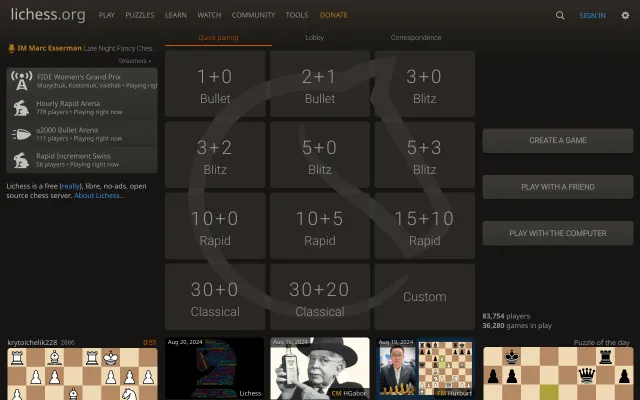 lichess.org PLAY PUZZLES LEARN WATCH COMMUNITY TOOLS DONATE SIGN IN
IM Marc Esserman Late Night Fancy Ches.
Streamers »
FIDE Women's Grand Prix
Muzychuk, Kosteniuk, Vaishali • Playing righ
Hourly Rapid Arena
778 players • Playing right now
≤2000 Bullet Arena
111 players • Playing right now
Rapid Increment Swiss
58 players • Playing right now
Lichess is a free (really), libre, no-ads, open
source chess server. About Lichess...
Quick pairing Lobby Correspondence
1+0 2+1 3+0
Bullet Bullet Blitz
3+2 5+0 5+3
Blitz Blitz Blitz
10+0 10+5 15+10
Rapid Rapid Rapid
30+0 30+20 Custom
Classical Classical
CREATE A GAME
PLAY WITH A FRIEND
PLAY WITH THE COMPUTER
83,754 players
36,280 games in play
krytoichelik228 2866 0:51
Aug 20, 2024
Lichess
Aug 16, 2024
CM HGabor
Aug 19, 2024
FM Hurburt
Puzzle of the day